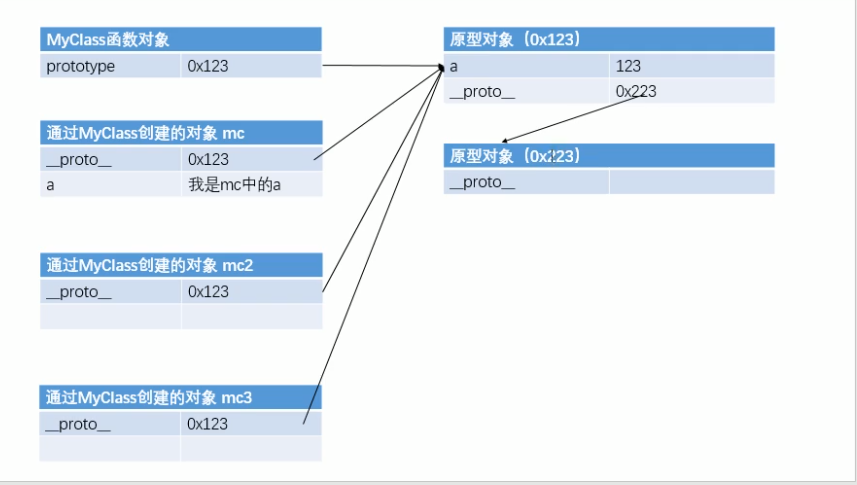 MyClass函数对象
prototype 0x123
通过MyClass创建的对象 mc
__proto__ 0x123
a 我是mc中的a
通过MyClass创建的对象 mc2
__proto__ 0x123
通过MyClass创建的对象 mc3
__proto__ 0x123
原型对象（0x123）
a 123
__proto__ 0x223
原型对象（0x223）
__proto__